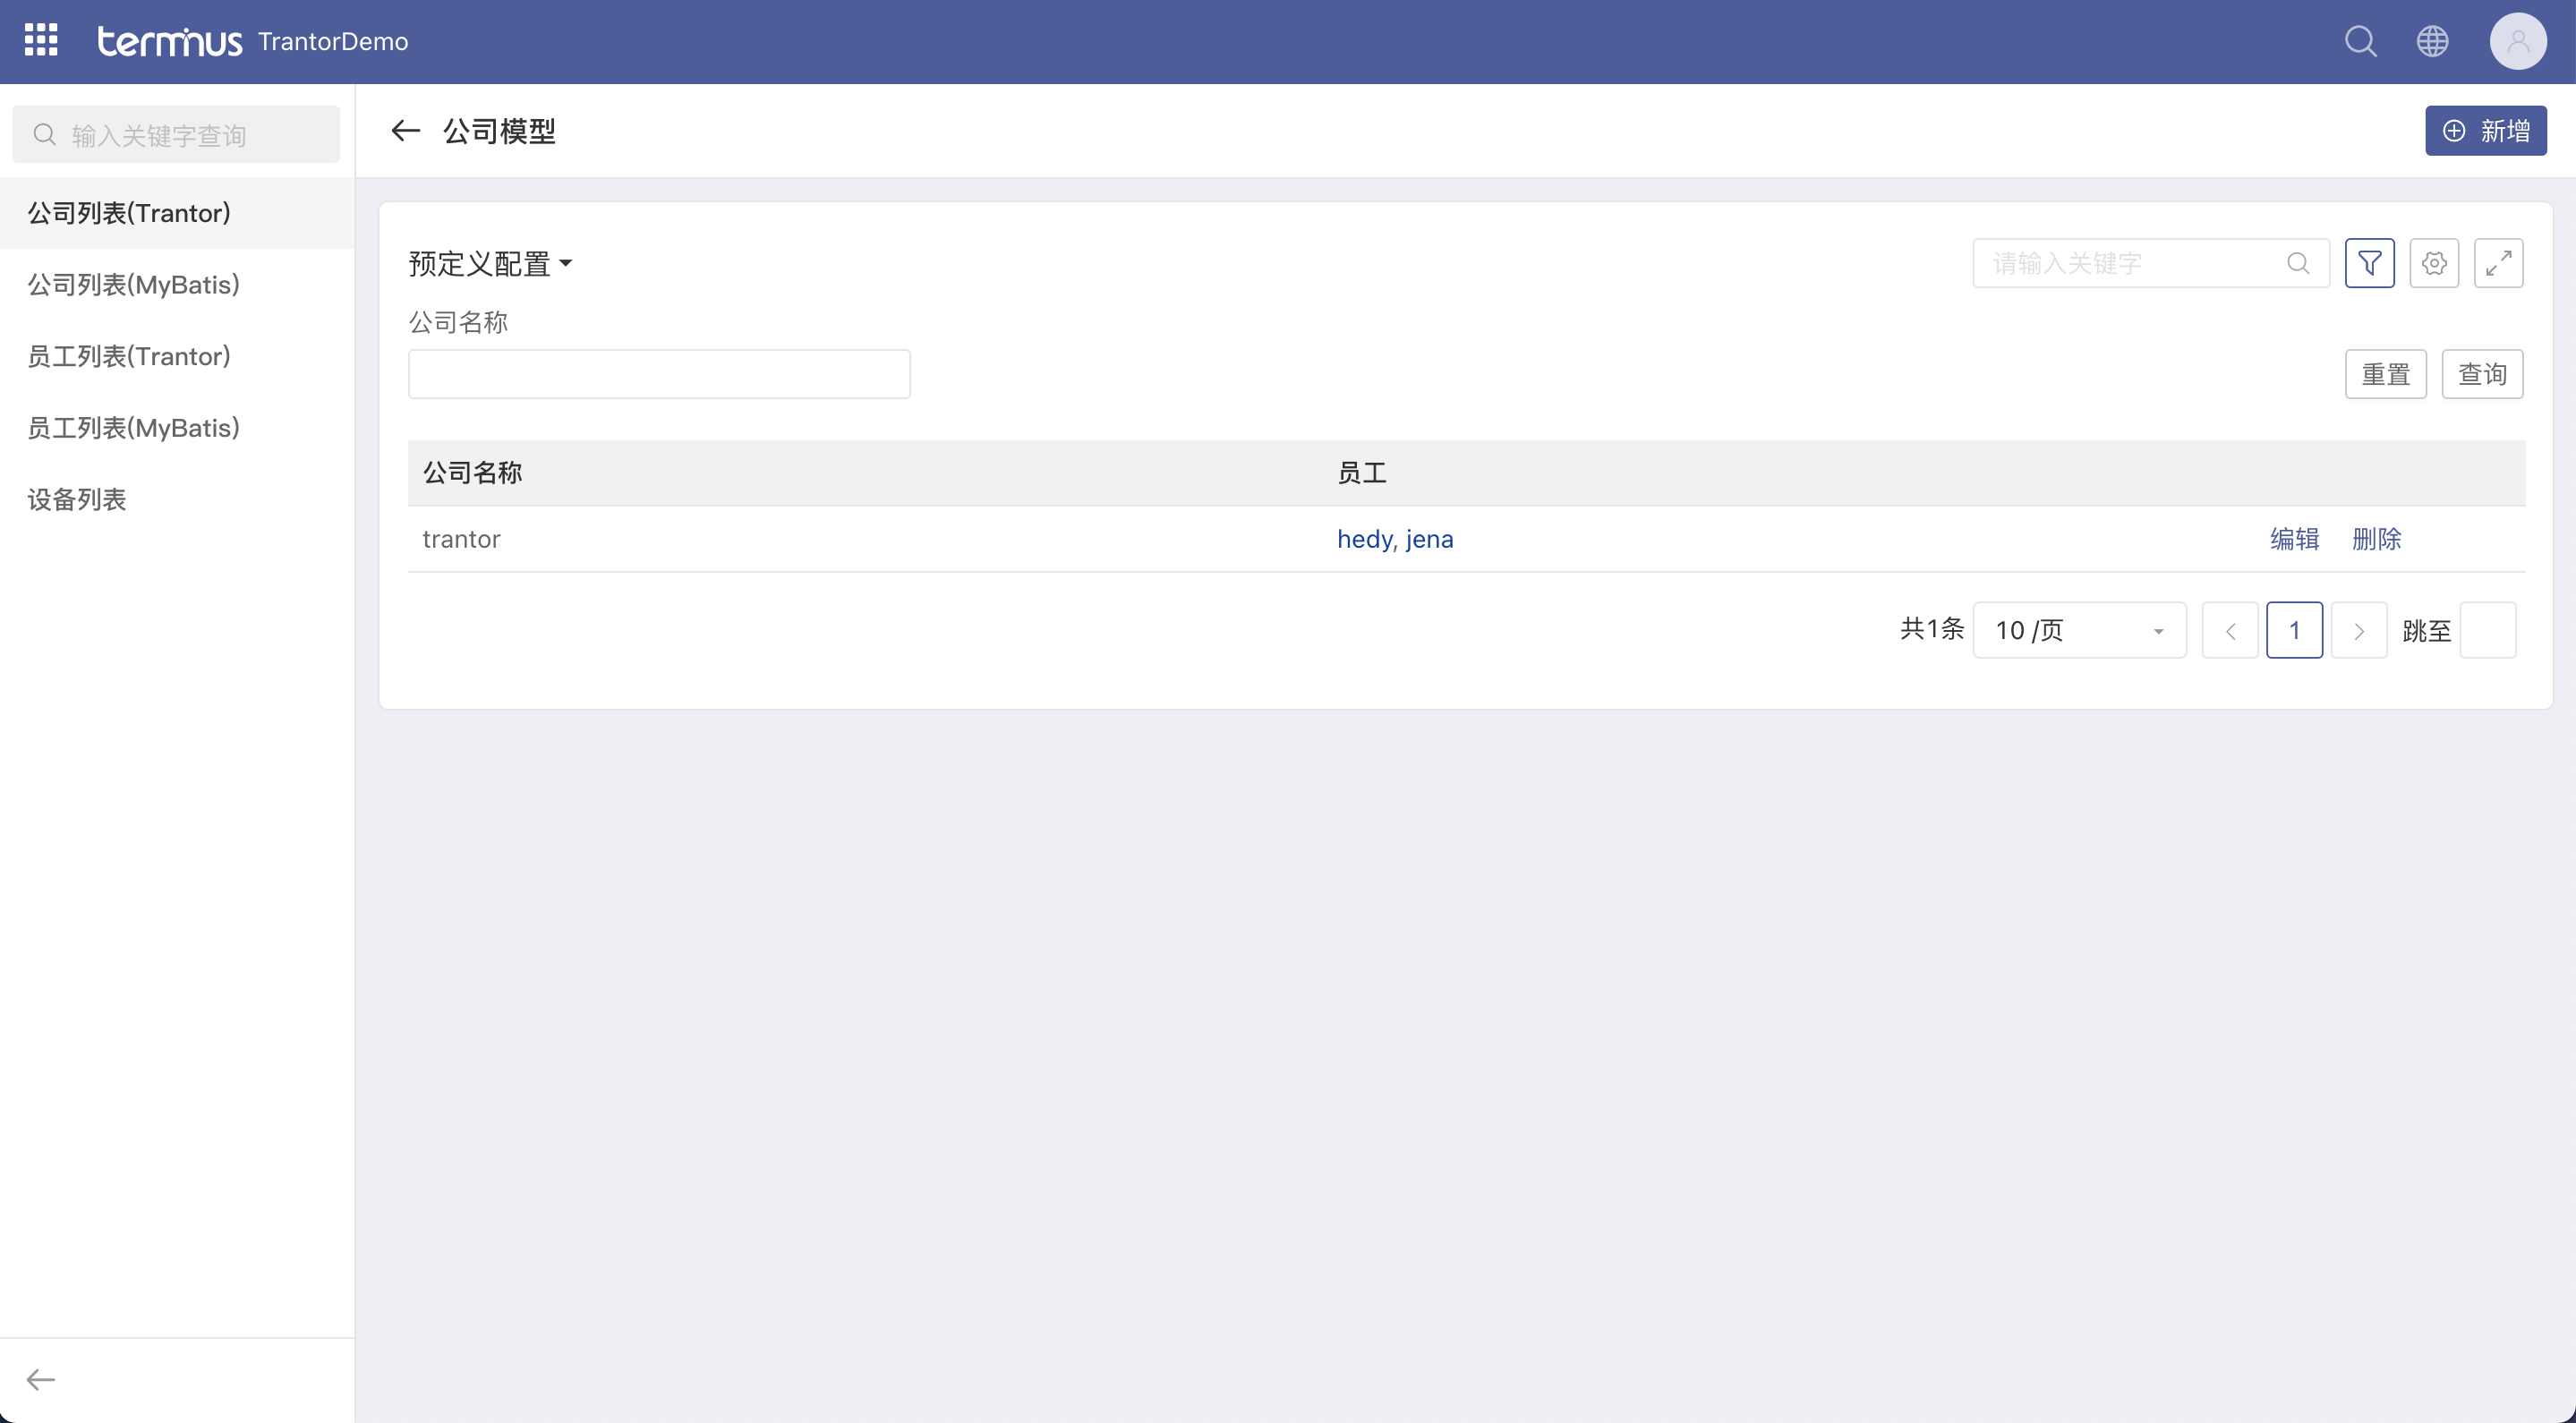 terminus TrantorDemo
输入关键字查询
公司列表(Trantor)
公司列表(MyBatis)
员工列表(Trantor)
员工列表(MyBatis)
设备列表
公司模型
新增
预定义配置
请输入关键字
公司名称
重置 查询
公司名称 员工
trantor hedy, jena 编辑 删除
共1条 10 /页 1 跳至